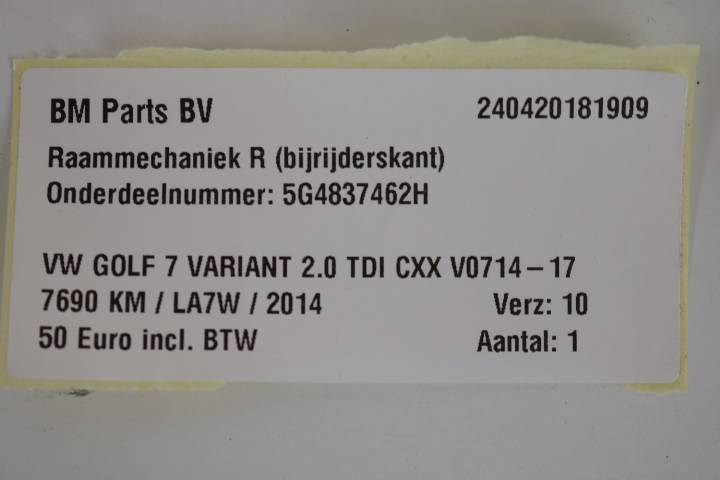 BM Parts BV 240420181909
Raammechaniek R (bijrijderskant)
Onderdeelnummer: 5G4837462H
VW GOLF 7 VARIANT 2.0 TDI CXX V0714-17
7690 KM / LA7W / 2014 Verz: 10
50 Euro incl. BTW Aantal: 1